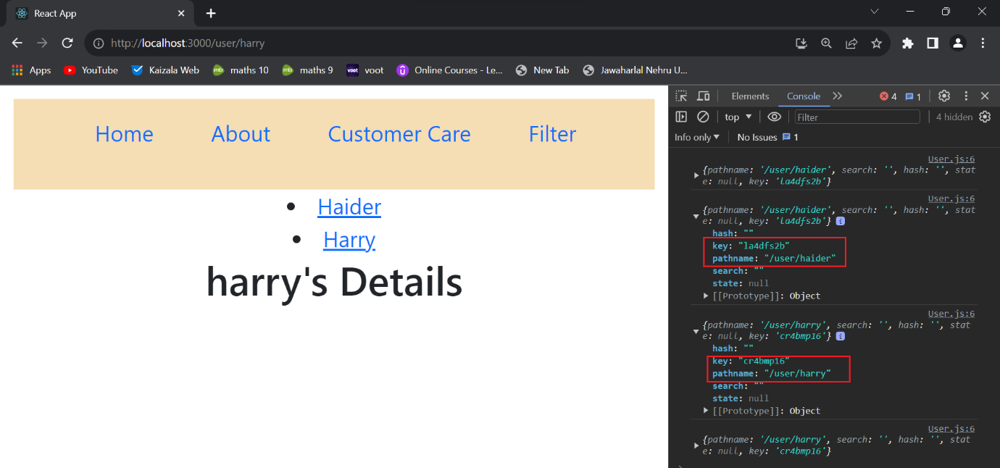 React App
http://localhost:3000/user/harry
Apps YouTube Kaizala Web maths 10 maths 9 voot Online Courses - Le... New Tab Jawaharlal Nehru U...
Home About Customer Care Filter
Haider
Harry
harry's Details
Elements Console 4 1
top Filter 4 hidden
Info only No Issues 1
User.js:6
{pathname: '/user/haider', search: '', hash: '', stat
e: null, key: 'la4dfs2b'}
User.js:6
{pathname: '/user/haider', search: '', hash: '', stat
e: null, key: 'la4dfs2b'}
hash: ""
key: "la4dfs2b"
pathname: "/user/haider"
search: ""
state: null
[[Prototype]]: Object
User.js:6
{pathname: '/user/harry', search: '', hash: '', stat
e: null, key: 'cr4bmp16'}
hash: ""
key: "cr4bmp16"
pathname: "/user/harry"
search: ""
state: null
[[Prototype]]: Object
User.js:6
{pathname: '/user/harry', search: '', hash: '', stat
e: null, key: 'cr4bmp16'}